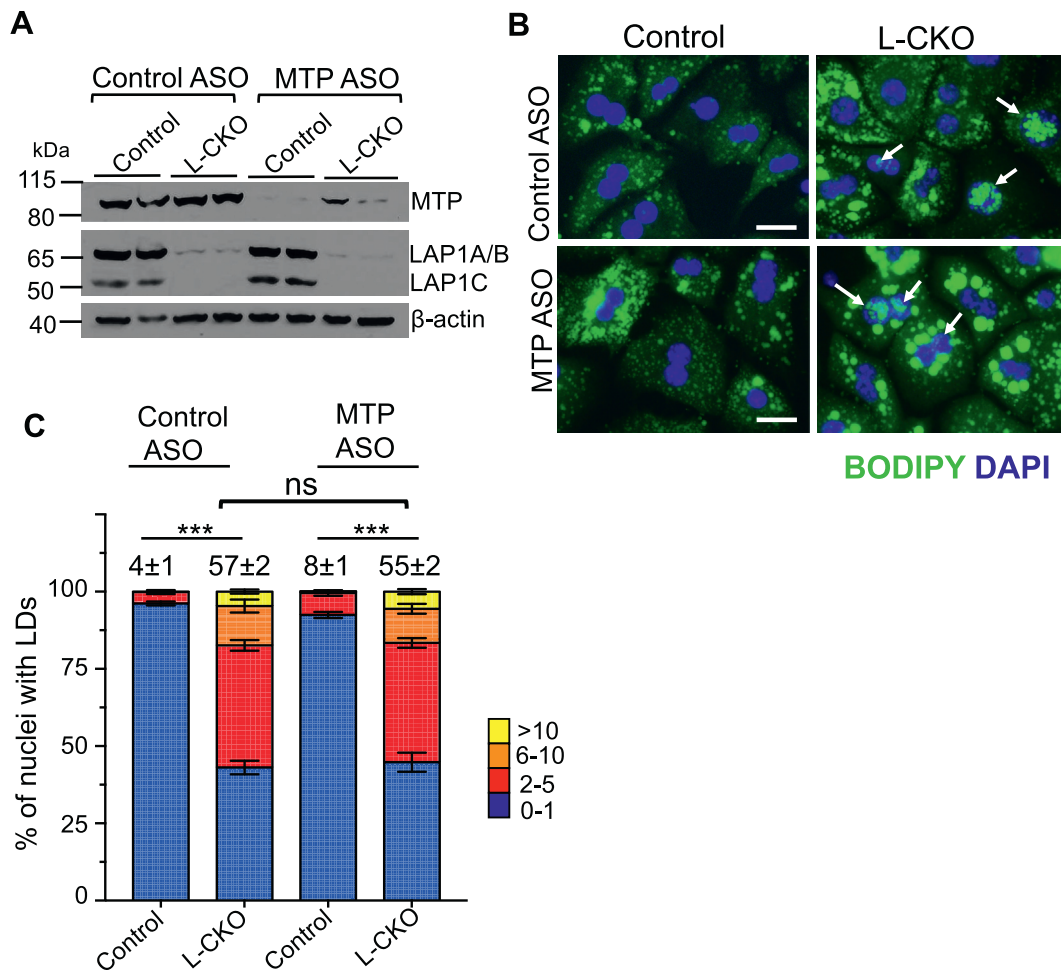 A
Control ASO MTP ASO
Control L-CKO Control L-CKO
kDa
115
80
MTP
65
50
LAP1A/B
LAP1C
40
β-actin
B
Control L-CKO
Control ASO
MTP ASO
BODIPY DAPI
C
Control ASO
MTP ASO
ns
*** ***
4±1 57±2 8±1 55±2
% of nuclei with LDs
100
75
50
25
0
>10
6-10
2-5
0-1
Control L-CKO Control L-CKO